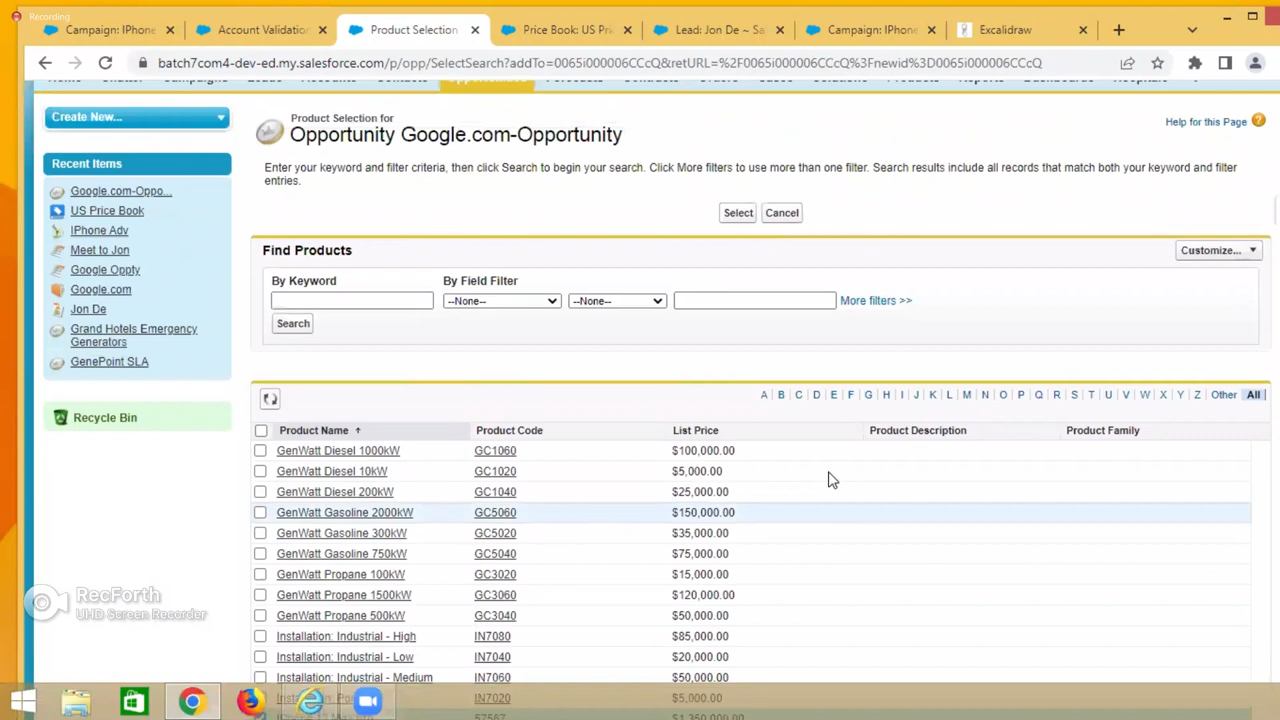 Recording
Campaign: IPhone
Account Validatio
Product Selection
Price Book: US Pri
Lead: Jon De ~ Sa
Campaign: IPhone
Excalidraw
batch7com4-dev-ed.my.salesforce.com/p/opp/SelectSearch?addTo=0065i000006CCcQ&retURL=%2F0065i000006CCcQ%3Fnewid%3D0065i000006CCcQ
Create New...
Recent Items
Google.com-Oppo...
US Price Book
IPhone Adv
Meet to Jon
Google Oppty
Google.com
Jon De
Grand Hotels Emergency
Generators
GenePoint SLA
Recycle Bin
Product Selection for
Opportunity Google.com-Opportunity
Help for this Page
Enter your keyword and filter criteria, then click Search to begin your search. Click More filters to use more than one filter. Search results include all records that match both your keyword and filter
entries.
Select Cancel
Find Products
Customize...
By Keyword By Field Filter
--None-- --None-- More filters >>
Search
A B C D E F G H I J K L M N O P Q R S T U V W X Y Z Other All
Product Name Product Code List Price Product Description Product Family
GenWatt Diesel 1000kW GC1060 $100,000.00
GenWatt Diesel 10kW GC1020 $5,000.00
GenWatt Diesel 200kW GC1040 $25,000.00
GenWatt Gasoline 2000kW GC5060 $150,000.00
GenWatt Gasoline 300kW GC5020 $35,000.00
GenWatt Gasoline 750kW GC5040 $75,000.00
GenWatt Propane 100kW GC3020 $15,000.00
GenWatt Propane 1500kW GC3060 $120,000.00
GenWatt Propane 500kW GC3040 $50,000.00
Installation: Industrial - High IN7080 $85,000.00
Installation: Industrial - Low IN7040 $20,000.00
Installation: Industrial - Medium IN7060 $50,000.00
IN7020 $5,000.00
57567 $1,350,000.00
RecForth
UHD Screen Recorder